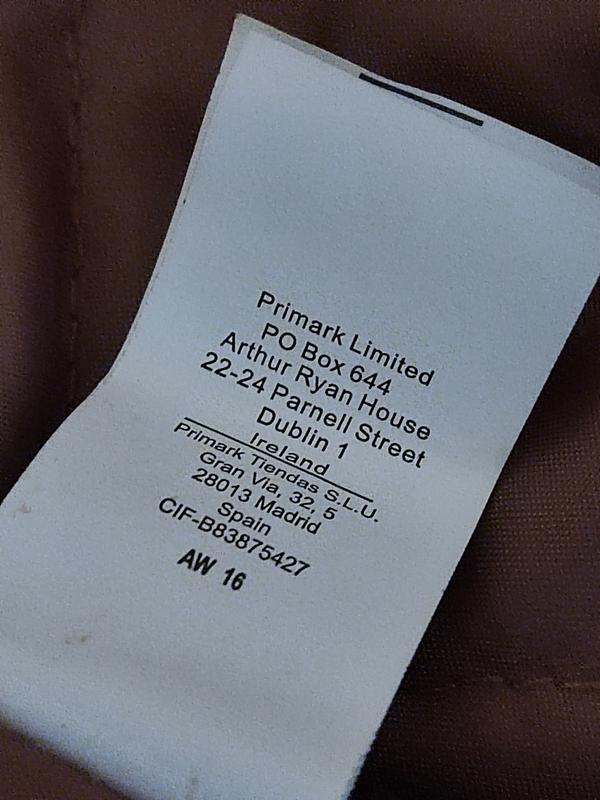 Primark Limited
PO Box 644
Arthur Ryan House
22-24 Parnell Street
Dublin 1
Ireland
Primark Tiendas S.L.U.
Gran Via, 32, 5
28013 Madrid
Spain
CIF-B83875427
AW 16